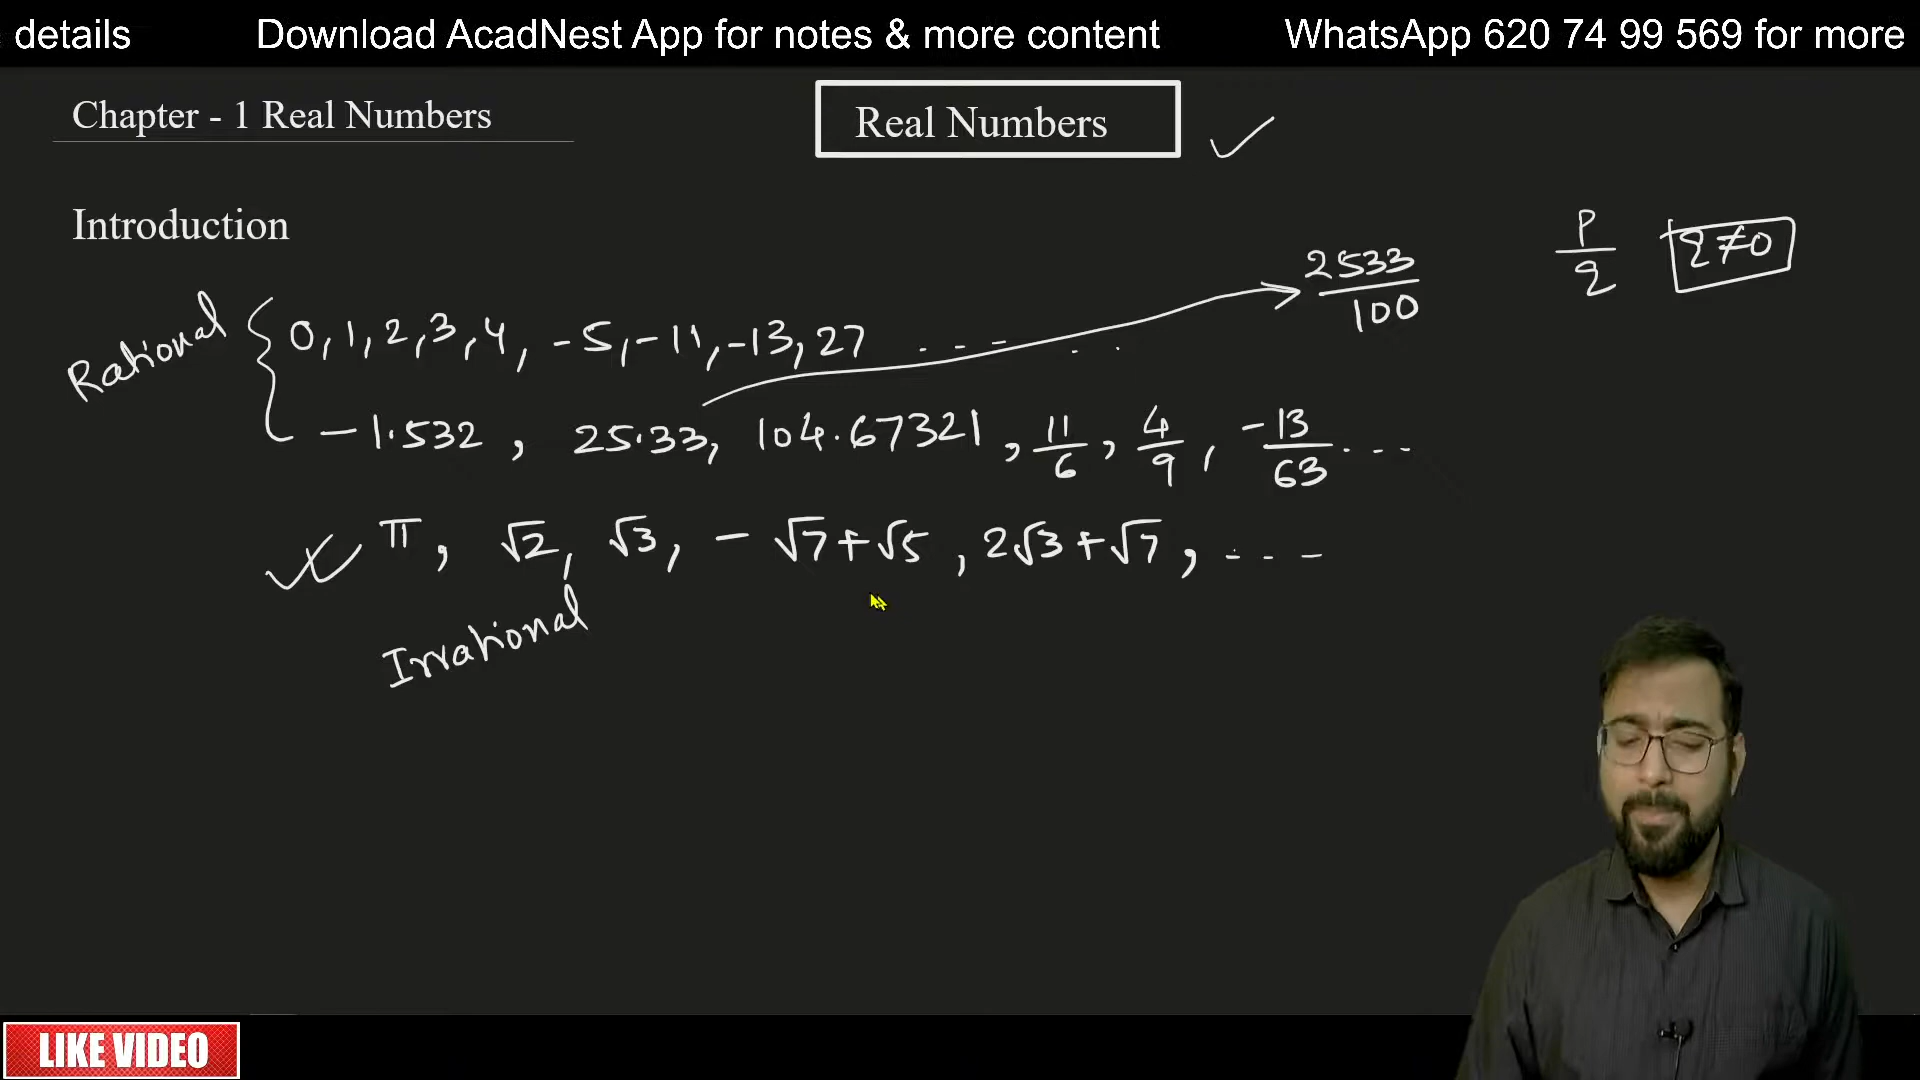 details Download AcadNest App for notes & more content WhatsApp 620 74 99 569 for more
Chapter - 1 Real Numbers
Real Numbers
Introduction
P/q q≠0
2533/100
Rational
0, 1, 2, 3, 4, -5, -11, -13, 27 ...
-1.532, 25.33, 104.67321, 11/6, 4/9, -13/63 ...
π, √2, √3, -√7+√5, 2√3+√7, ...
Irrational
LIKE VIDEO